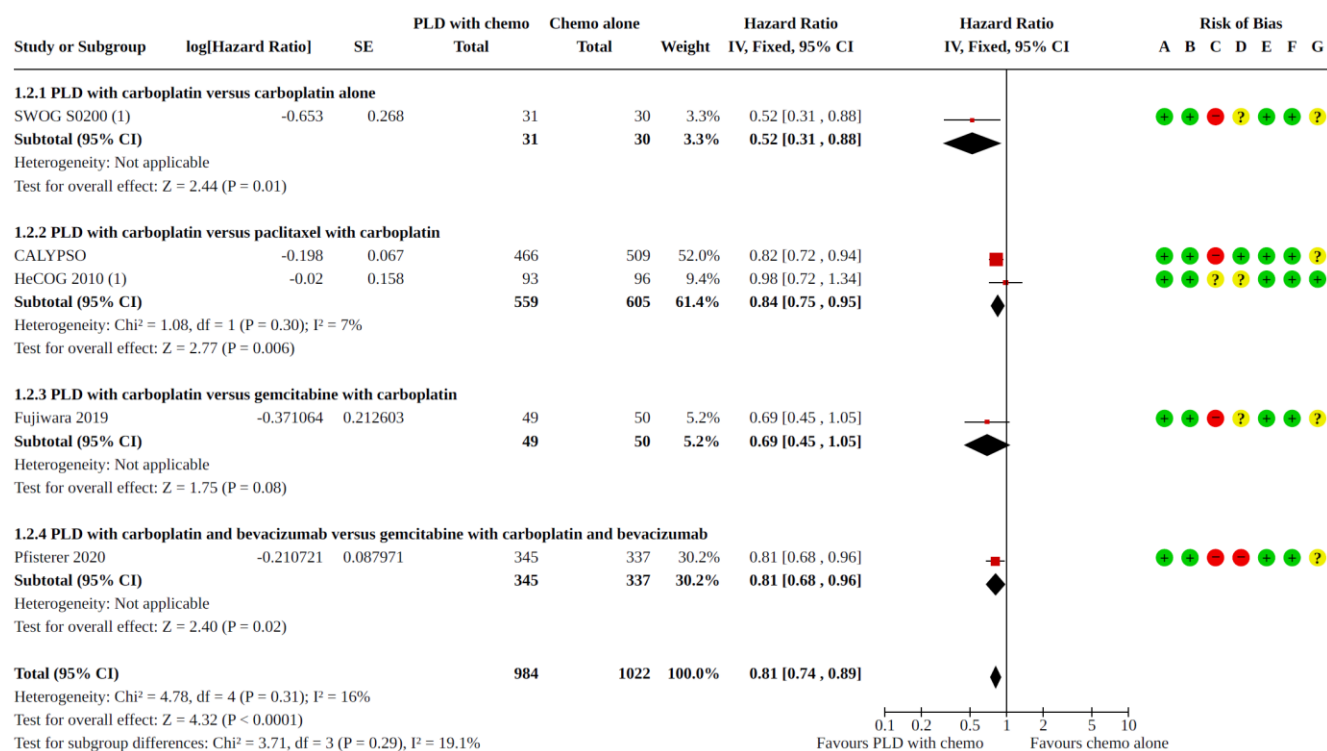 PLD with chemo Chemo alone Hazard Ratio Hazard Ratio Risk of Bias
Study or Subgroup log[Hazard Ratio] SE Total Total Weight IV, Fixed, 95% CI IV, Fixed, 95% CI A B C D E F G
1.2.1 PLD with carboplatin versus carboplatin alone
SWOG S0200 (1) -0.653 0.268 31 30 3.3% 0.52 [0.31 , 0.88] + + − ? + + ?
Subtotal (95% CI) 31 30 3.3% 0.52 [0.31 , 0.88]
Heterogeneity: Not applicable
Test for overall effect: Z = 2.44 (P = 0.01)
1.2.2 PLD with carboplatin versus paclitaxel with carboplatin
CALYPSO -0.198 0.067 466 509 52.0% 0.82 [0.72 , 0.94] + + − + + + ?
HeCOG 2010 (1) -0.02 0.158 93 96 9.4% 0.98 [0.72 , 1.34] + + ? ? + + +
Subtotal (95% CI) 559 605 61.4% 0.84 [0.75 , 0.95]
Heterogeneity: Chi² = 1.08, df = 1 (P = 0.30); I² = 7%
Test for overall effect: Z = 2.77 (P = 0.006)
1.2.3 PLD with carboplatin versus gemcitabine with carboplatin
Fujiwara 2019 -0.371064 0.212603 49 50 5.2% 0.69 [0.45 , 1.05] + + − ? + + ?
Subtotal (95% CI) 49 50 5.2% 0.69 [0.45 , 1.05]
Heterogeneity: Not applicable
Test for overall effect: Z = 1.75 (P = 0.08)
1.2.4 PLD with carboplatin and bevacizumab versus gemcitabine with carboplatin and bevacizumab
Pfisterer 2020 -0.210721 0.087971 345 337 30.2% 0.81 [0.68 , 0.96] + + − − + + ?
Subtotal (95% CI) 345 337 30.2% 0.81 [0.68 , 0.96]
Heterogeneity: Not applicable
Test for overall effect: Z = 2.40 (P = 0.02)
Total (95% CI) 984 1022 100.0% 0.81 [0.74 , 0.89]
Heterogeneity: Chi² = 4.78, df = 4 (P = 0.31); I² = 16%
Test for overall effect: Z = 4.32 (P < 0.0001)
0.1 0.2 0.5 1 2 5 10
Test for subgroup differences: Chi² = 3.71, df = 3 (P = 0.29), I² = 19.1%
Favours PLD with chemo Favours chemo alone